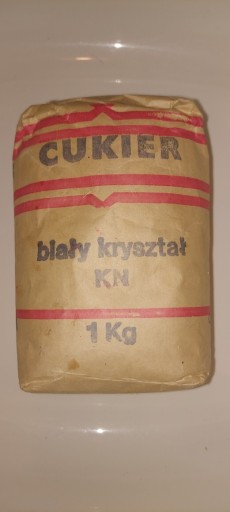 CUKIER
biały kryształ
KN
1 Kg